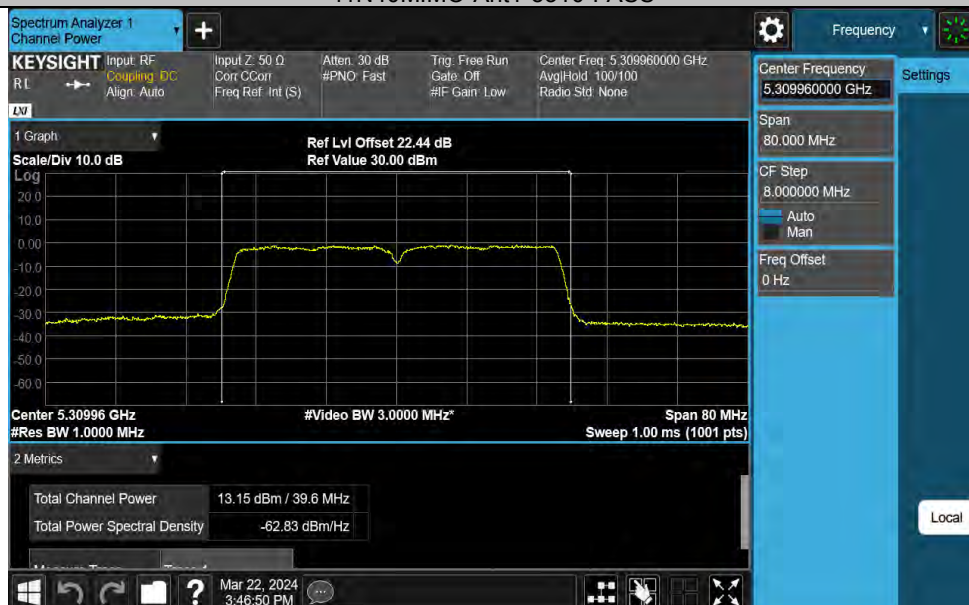 Spectrum Analyzer 1
Channel Power
Frequency
KEYSIGHT
RL
LXI
Input: RF
Coupling: DC
Align: Auto
Input Z: 50 Ω
Corr CCorr
Freq Ref: Int (S)
Atten: 30 dB
#PNO: Fast
Trig: Free Run
Gate: Off
#IF Gain: Low
Center Freq: 5.309960000 GHz
Avg|Hold: 100/100
Radio Std: None
Center Frequency
5.309960000 GHz
Settings
Span
80.000 MHz
CF Step
8.000000 MHz
Auto
Man
Freq Offset
0 Hz
1 Graph
Ref Lvl Offset 22.44 dB
Scale/Div 10.0 dB
Ref Value 30.00 dBm
Log
20.0
10.0
0.00
-10.0
-20.0
-30.0
-40.0
-50.0
-60.0
Center 5.30996 GHz
#Video BW 3.0000 MHz*
Span 80 MHz
#Res BW 1.0000 MHz
Sweep 1.00 ms (1001 pts)
2 Metrics
Total Channel Power
13.15 dBm / 39.6 MHz
Total Power Spectral Density
-62.83 dBm/Hz
Local
?
Mar 22, 2024
3:46:50 PM